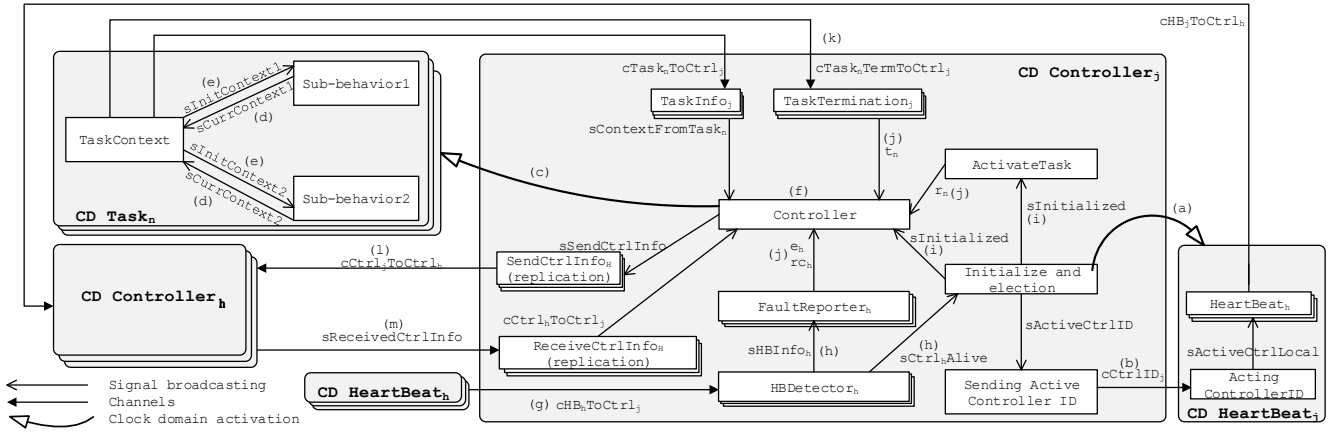 cHBjToCtrlh
(k)
cTasknToCtrlj
cTasknTermToCtrlj
CD Controllerj
(e)
sInitContext1
Sub-behavior1
sCurrContext1
(d)
TaskInfoj
TaskTerminationj
TaskContext
sContextFromTaskn
(j)
tn
sInitContext2
(e)
ActivateTask
(c)
(d)
sCurrContext2
Sub-behavior2
CD Taskn
(f)
rn(j)
Controller
sInitialized
(i)
(a)
(l)
cCtrljToCtrlh
sSendCtrlInfo
SendCtrlInfoH
(replication)
(j)
eh
rch
sInitialized
(i)
Initialize and
election
CD Controllerh
FaultReporterh
HeartBeath
cCtrlhToCtrlj
(m)
sReceivedCtrlInfo
sActiveCtrlID
ReceiveCtrlInfoH
(replication)
sHBInfoh
(h)
(h)
sCtrlhAlive
sActiveCtrlLocal
(b)
cCtrlIDj
Signal broadcasting
Channels
Clock domain activation
CD HeartBeath
(g) cHBhToCtrlj
HBDetectorh
Sending Active
Controller ID
Acting
ControllerID
CD HeartBeatj